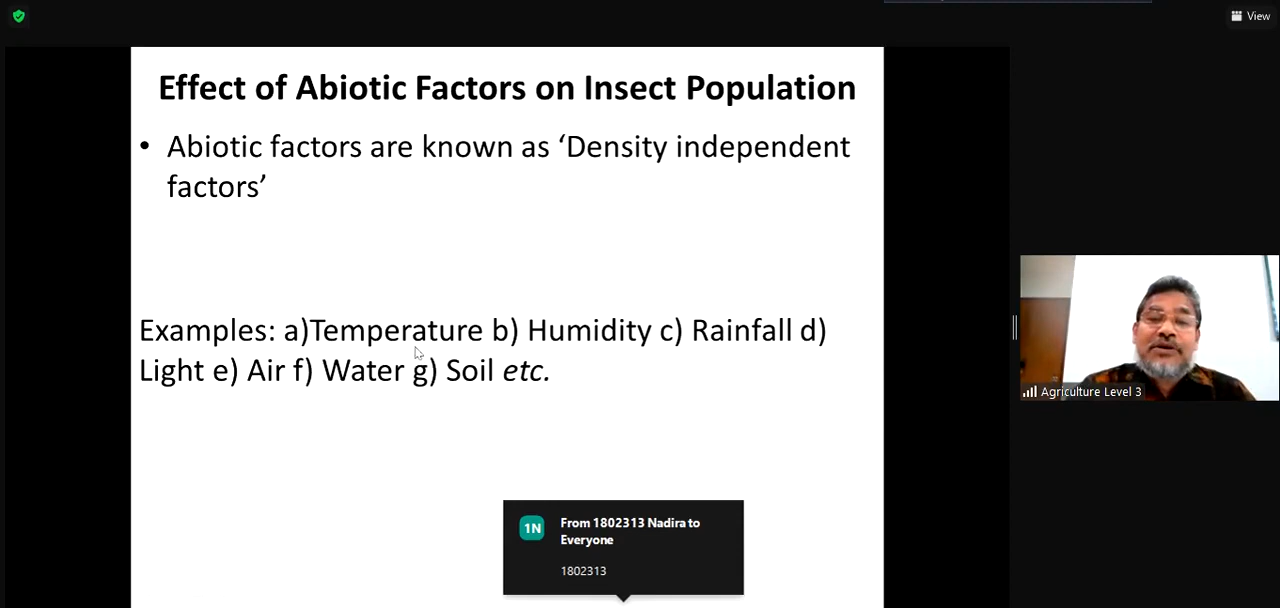 View
Effect of Abiotic Factors on Insect Population
• Abiotic factors are known as ‘Density independent
factors’
Examples: a)Temperature b) Humidity c) Rainfall d)
Light e) Air f) Water g) Soil etc.
Agriculture Level 3
1N
From 1802313 Nadira to
Everyone
1802313